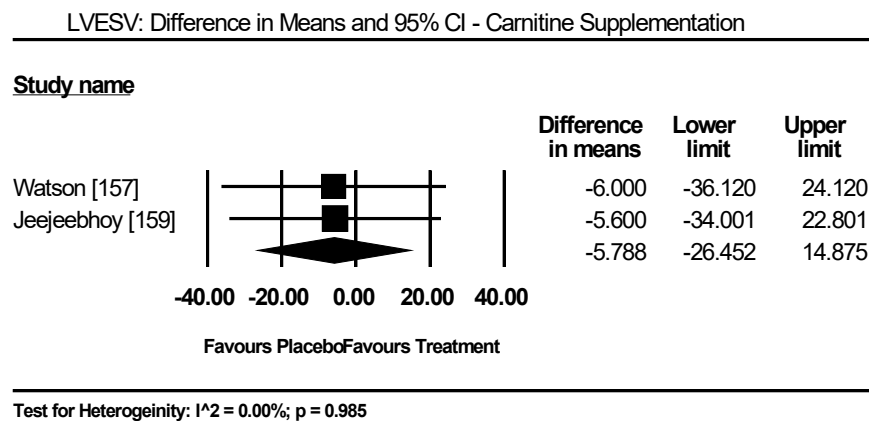 LVESV: Difference in Means and 95% CI - Carnitine Supplementation
Study name
Difference in means Lower limit Upper limit
Watson [157] -6.000 -36.120 24.120
Jeejeebhoy [159] -5.600 -34.001 22.801
-5.788 -26.452 14.875
-40.00 -20.00 0.00 20.00 40.00
Favours PlaceboFavours Treatment
Test for Heterogeinity: I^2 = 0.00%; p = 0.985